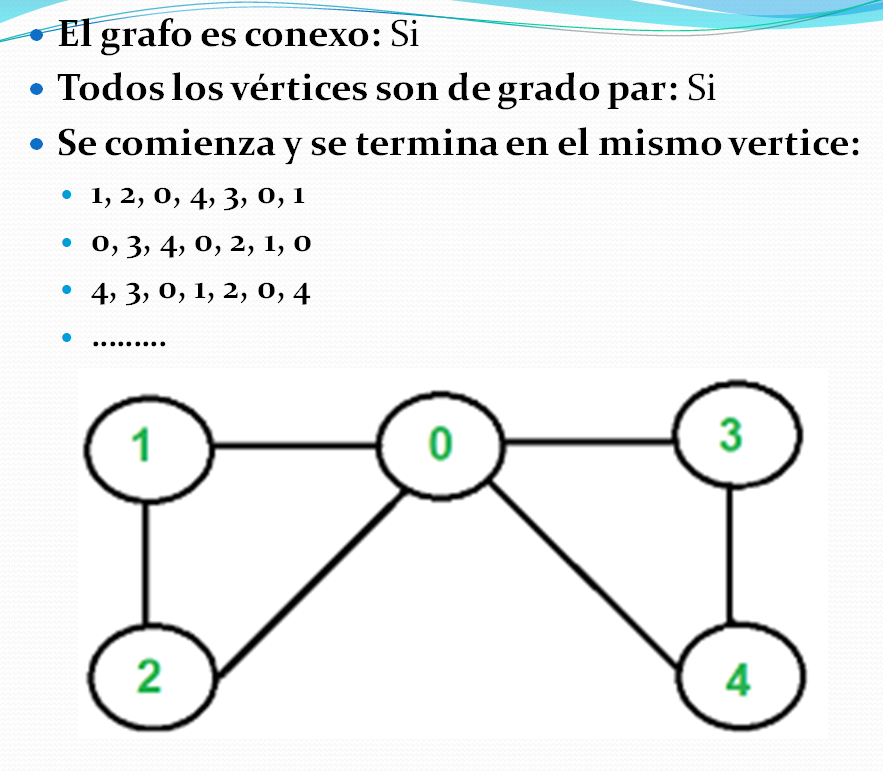 El grafo es conexo: Si
Todos los vértices son de grado par: Si
Se comienza y se termina en el mismo vertice:
1, 2, 0, 4, 3, 0, 1
0, 3, 4, 0, 2, 1, 0
4, 3, 0, 1, 2, 0, 4
.........
1 0 3
2 4